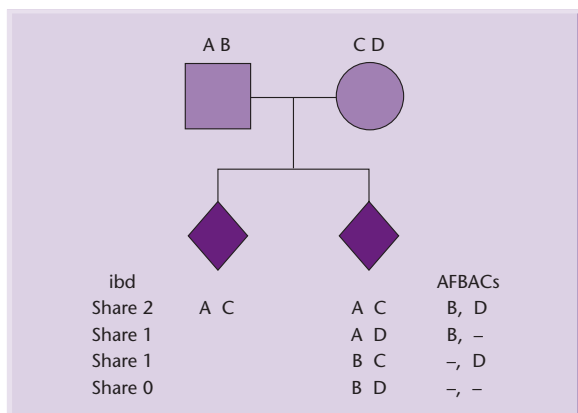 A B C D
ibd AFBACs
Share 2 A C A C B, D
Share 1 A D B, –
Share 1 B C –, D
Share 0 B D –, –